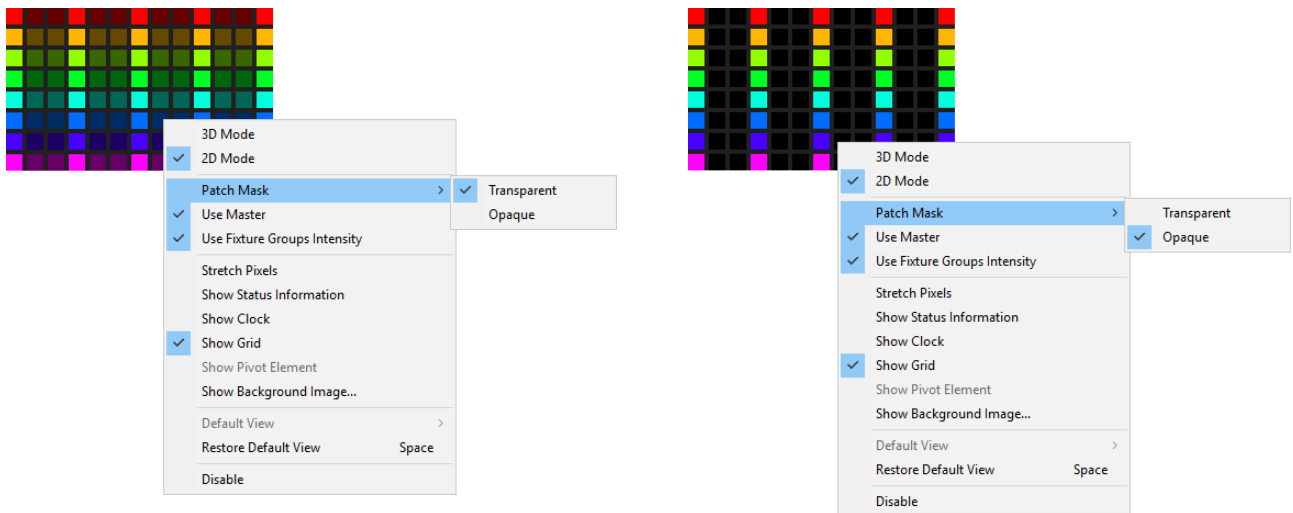 3D Mode
2D Mode
Patch Mask
Transparent
Use Master
Opaque
Use Fixture Groups Intensity
Stretch Pixels
Show Status Information
Show Clock
Show Grid
Show Pivot Element
Show Background Image...
Default View
Restore Default View Space
Disable
3D Mode
2D Mode
Patch Mask
Transparent
Use Master
Opaque
Use Fixture Groups Intensity
Stretch Pixels
Show Status Information
Show Clock
Show Grid
Show Pivot Element
Show Background Image...
Default View
Restore Default View Space
Disable